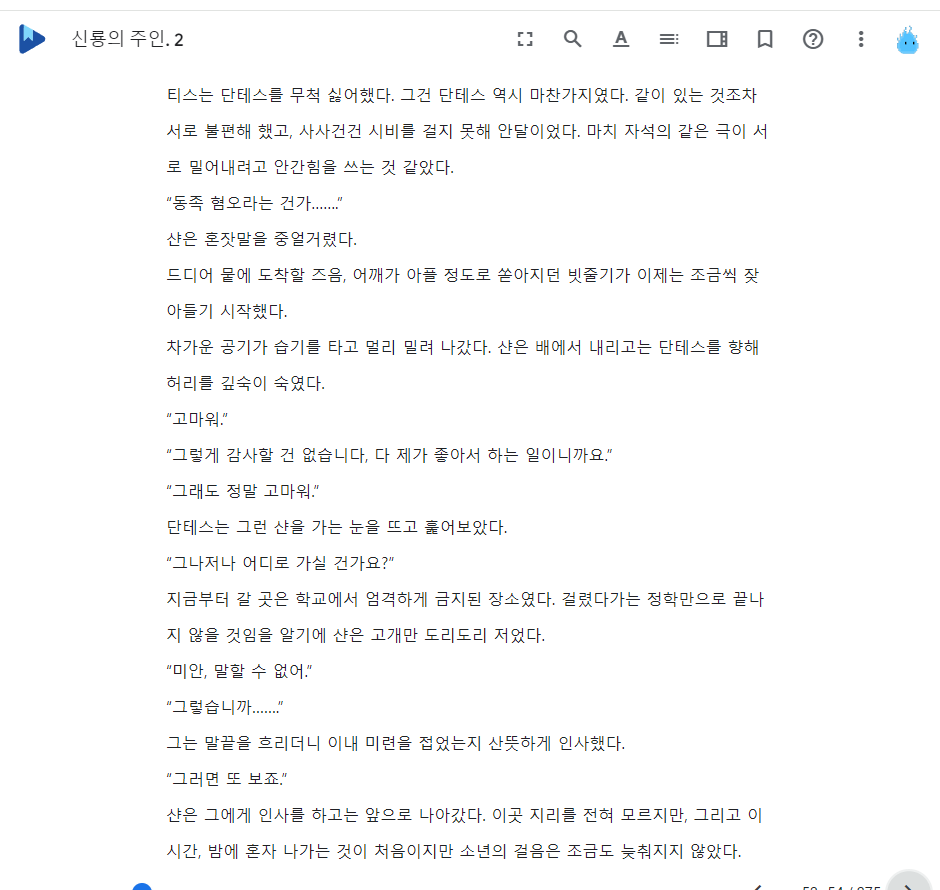 신룡의 주인. 2
티스는 단테스를 무척 싫어했다. 그건 단테스 역시 마찬가지였다. 같이 있는 것조차
서로 불편해 했고, 사사건건 시비를 걸지 못해 안달이었다. 마치 자석의 같은 극이 서
로 밀어내려고 안간힘을 쓰는 것 같았다.
“동족 혐오라는 건가.......”
샨은 혼잣말을 중얼거렸다.
드디어 뭍에 도착할 즈음, 어깨가 아플 정도로 쏟아지던 빗줄기가 이제는 조금씩 잦
아들기 시작했다.
차가운 공기가 습기를 타고 멀리 밀려 나갔다. 샨은 배에서 내리고는 단테스를 향해
허리를 깊숙이 숙였다.
“고마워.”
“그렇게 감사할 건 없습니다, 다 제가 좋아서 하는 일이니까요.”
“그래도 정말 고마워.”
단테스는 그런 샨을 가는 눈을 뜨고 훑어보았다.
“그나저나 어디로 가실 건가요?“
지금부터 갈 곳은 학교에서 엄격하게 금지된 장소였다. 걸렸다가는 정학만으로 끝나
지 않을 것임을 알기에 샨은 고개만 도리도리 저었다.
“미안, 말할 수 없어.”
“그렇습니까.......”
그는 말끝을 흐리더니 이내 미련을 접었는지 산뜻하게 인사했다.
“그러면 또 보죠.”
샨은 그에게 인사를 하고는 앞으로 나아갔다. 이곳 지리를 전혀 모르지만, 그리고 이
시간, 밤에 혼자 나가는 것이 처음이지만 소년의 걸음은 조금도 늦춰지지 않았다.